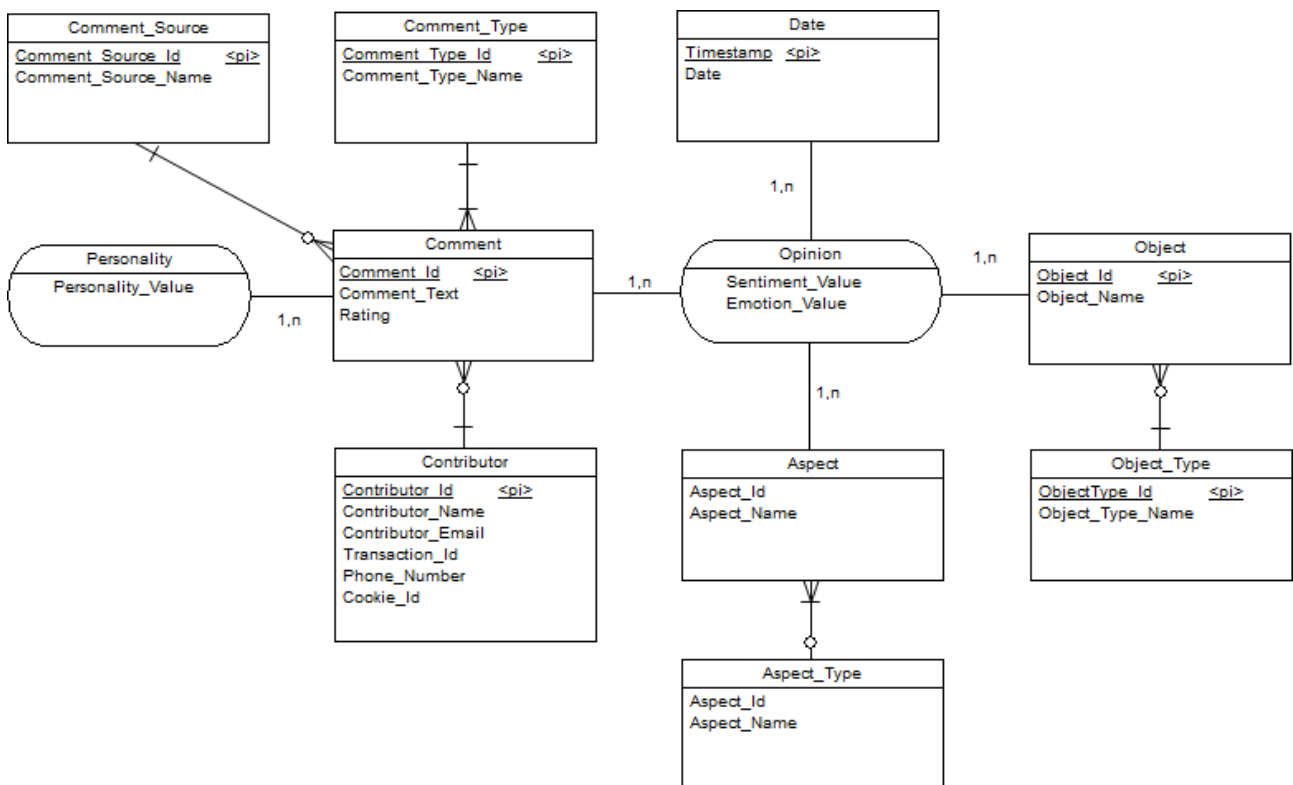 Comment_Source
Comment_Source_Id <pi>
Comment_Source_Name
Comment_Type
Comment_Type_Id <pi>
Comment_Type_Name
Date
Timestamp <pi>
Date
1,n
Personality
Personality_Value
1,n
Comment
Comment_Id <pi>
Comment_Text
Rating
1,n
Opinion
Sentiment_Value
Emotion_Value
1,n
Object
Object_Id <pi>
Object_Name
1,n
Contributor
Contributor_Id <pi>
Contributor_Name
Contributor_Email
Transaction_Id
Phone_Number
Cookie_Id
Aspect
Aspect_Id
Aspect_Name
Object_Type
ObjectType_Id <pi>
Object_Type_Name
Aspect_Type
Aspect_Id
Aspect_Name